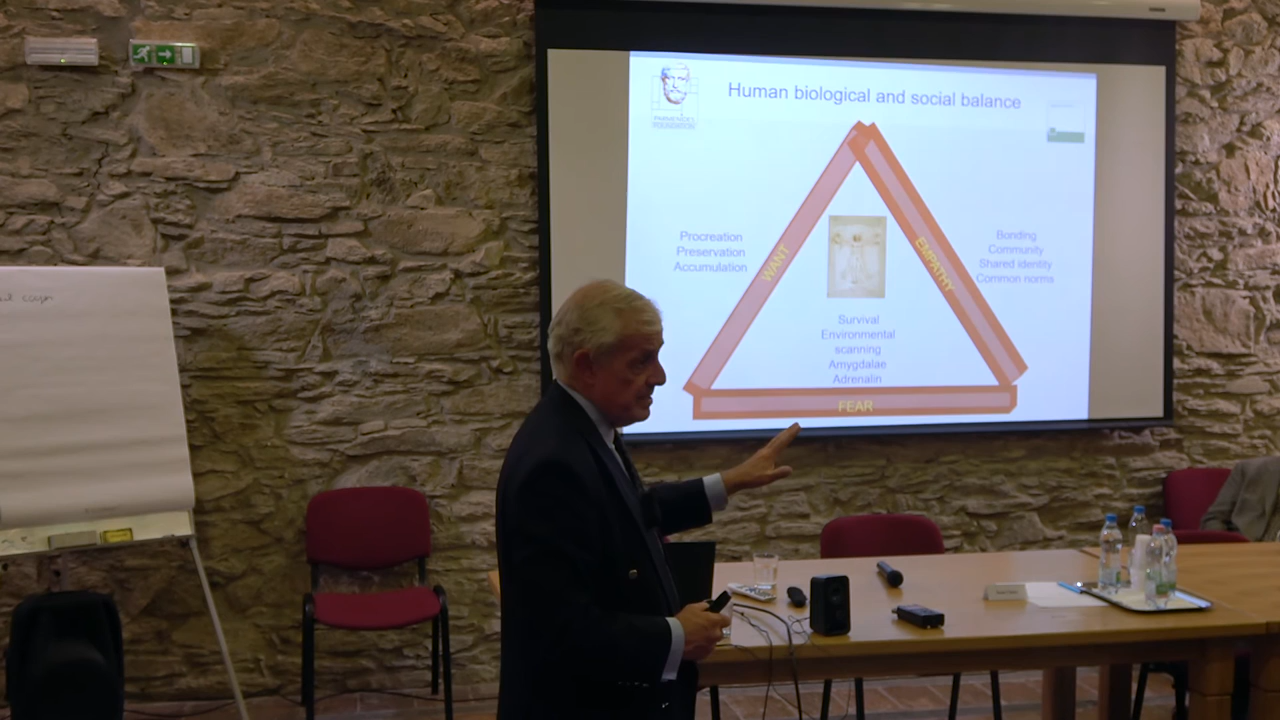 Human biological and social balance
PARMENIDES
FOUNDATION
Procreation
Preservation
Accumulation
WANT
EMPATHY
Bonding
Community
Shared identity
Common norms
Survival
Environmental
scanning
Amygdalae
Adrenalin
FEAR